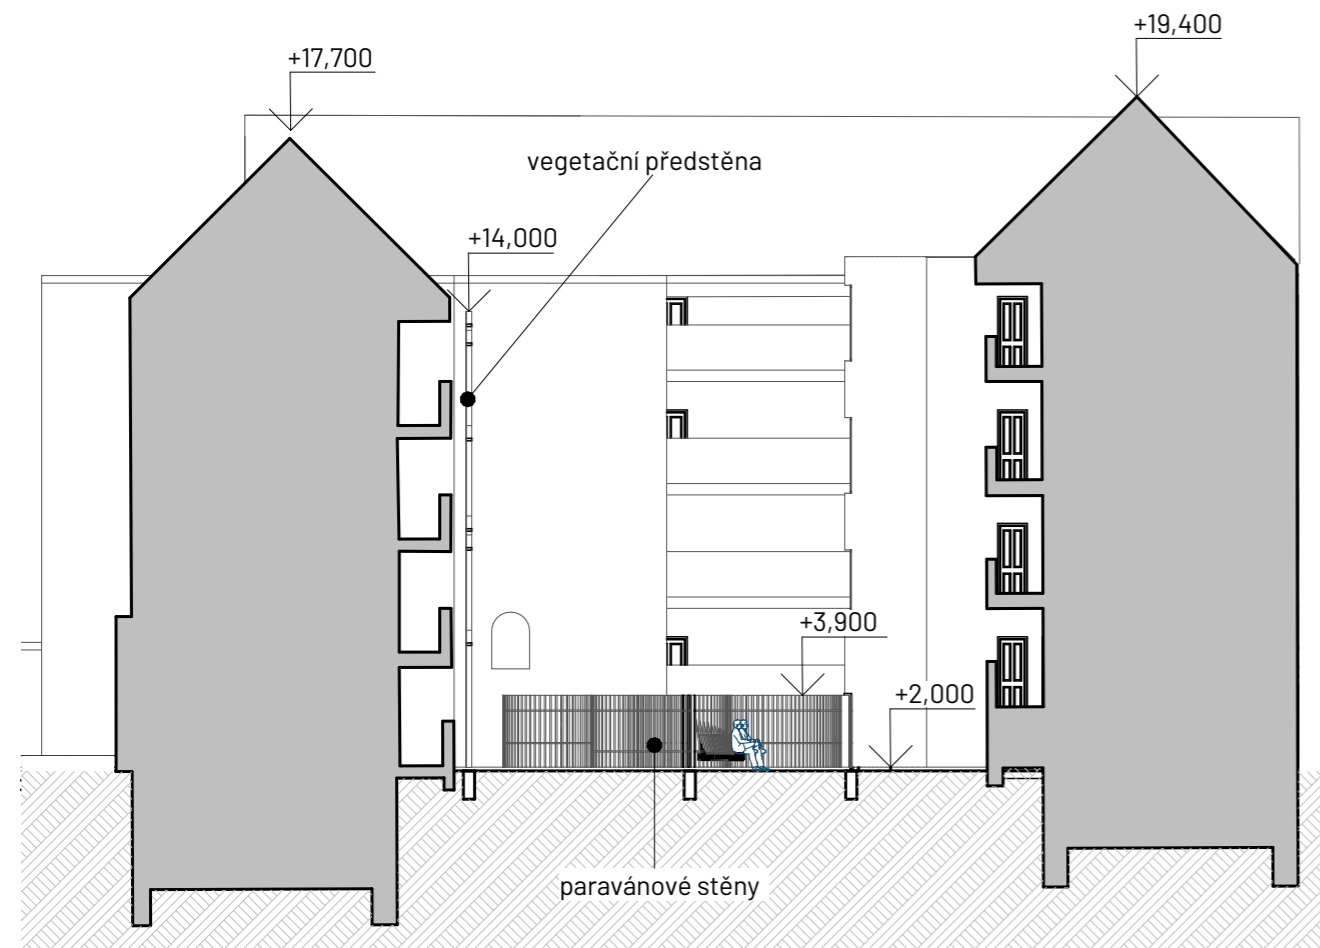 +19,400
+17,700
vegetační předstěna
+14,000
+3,900
+2,000
paravánové stěny